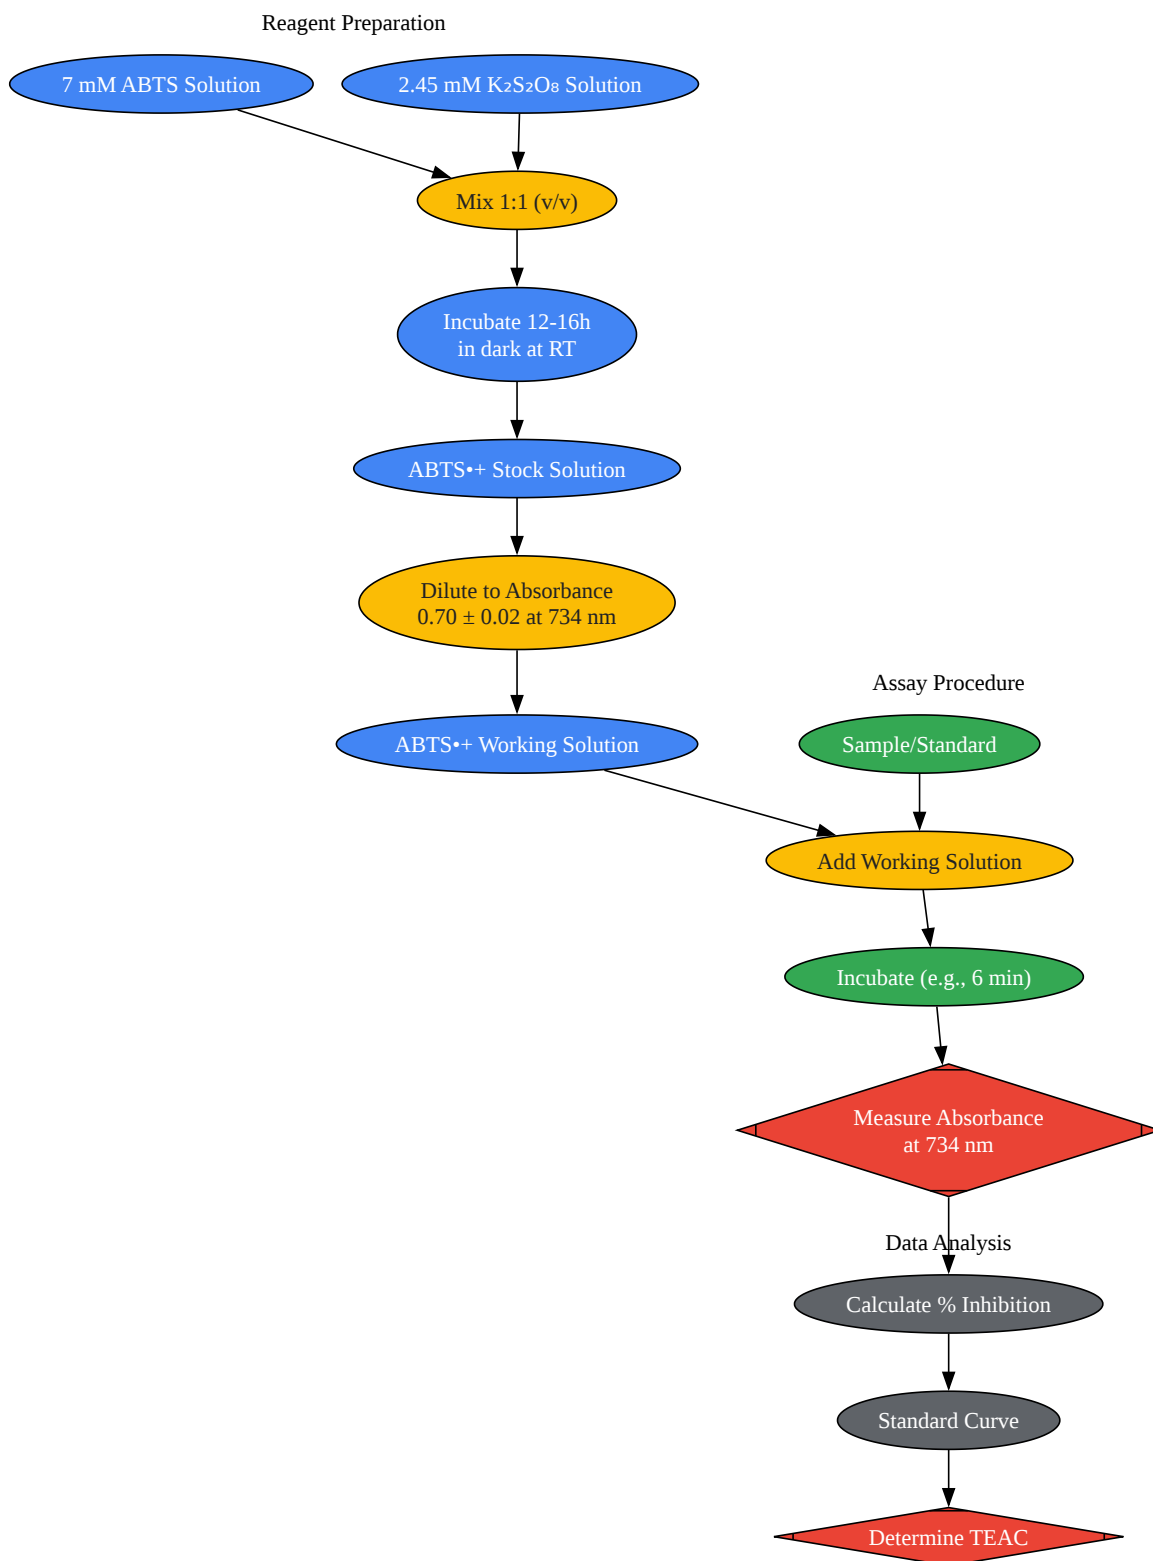 Reagent Preparation
7 mM ABTS Solution
2.45 mM K₂S₂O₈ Solution
Mix 1:1 (v/v)
Incubate 12-16h
in dark at RT
ABTS•+ Stock Solution
Dilute to Absorbance
0.70 ± 0.02 at 734 nm
ABTS•+ Working Solution
Assay Procedure
Sample/Standard
Add Working Solution
Incubate (e.g., 6 min)
Measure Absorbance
at 734 nm
Data Analysis
Calculate % Inhibition
Standard Curve
Determine TEAC